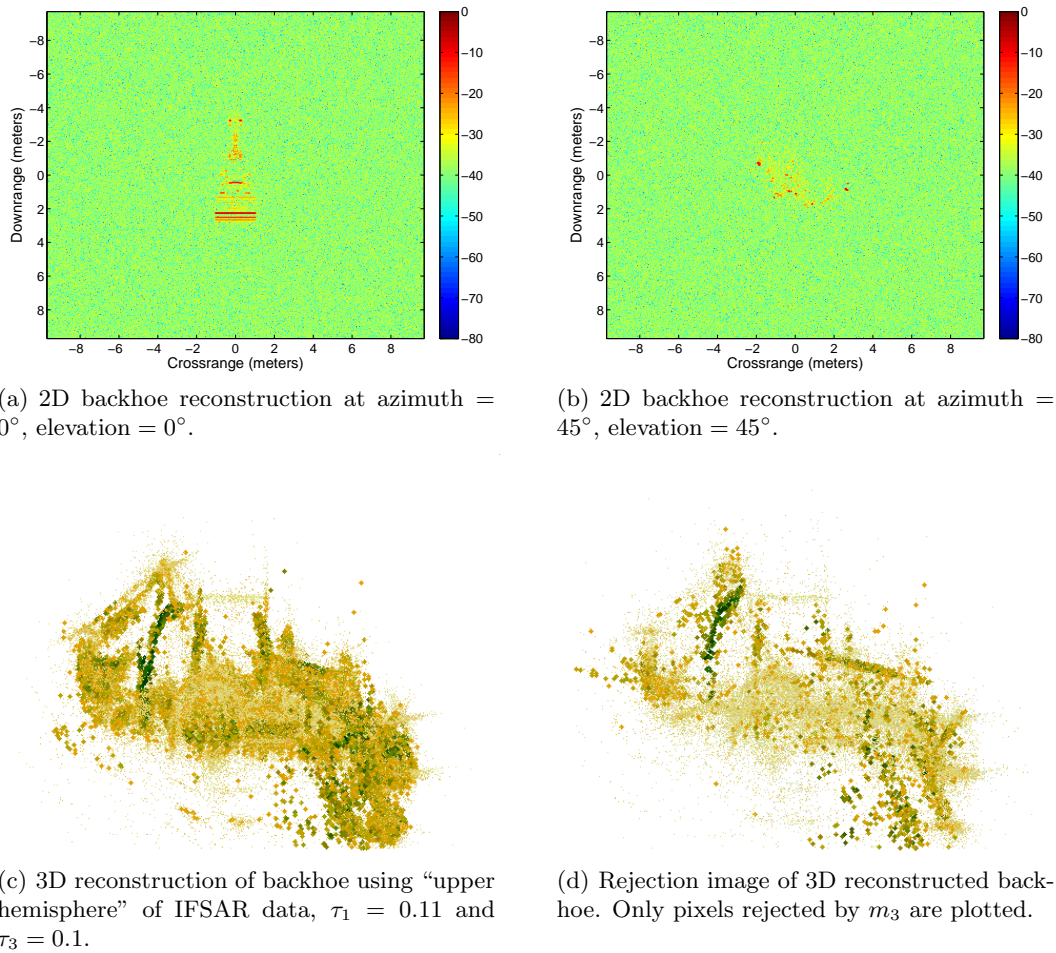 −8
−6
−4
−2
0
2
4
6
8
Downrange (meters)
−8 −6 −4 −2 0 2 4 6 8
Crossrange (meters)
0
−10
−20
−30
−40
−50
−60
−70
−80
−8
−6
−4
−2
0
2
4
6
8
Downrange (meters)
−8 −6 −4 −2 0 2 4 6 8
Crossrange (meters)
0
−10
−20
−30
−40
−50
−60
−70
−80
(a) 2D backhoe reconstruction at azimuth =
0°, elevation = 0°.
(b) 2D backhoe reconstruction at azimuth =
45°, elevation = 45°.
(c) 3D reconstruction of backhoe using “upper
hemisphere” of IFSAR data, τ₁ = 0.11 and
τ₃ = 0.1.
(d) Rejection image of 3D reconstructed back-
hoe. Only pixels rejected by m₃ are plotted.